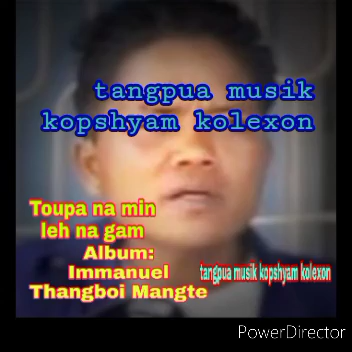 tangpua musik
kopshyam kolexon
Toupa na min
leh na gam
Album:
Immanuel
Thangboi Mangte
tangpua musik kopshyam kolexon
PowerDirector